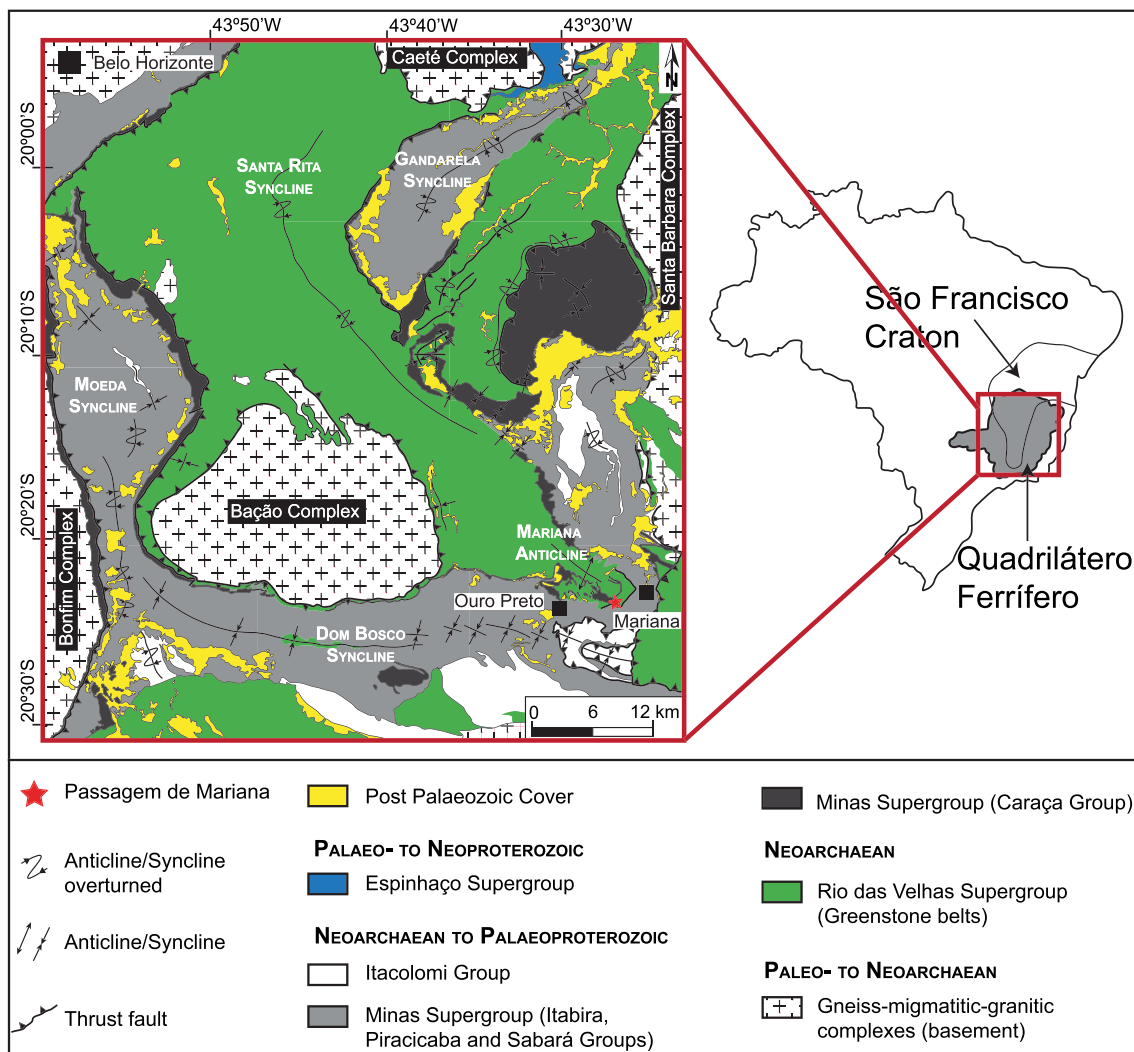 43°50'W
43°40'W
43°30'W
Belo Horizonte
Caeté Complex
N
20°00'S
20°10'S
20°20'S
20°30'S
Santa Barbara Complex
SANTA RITA
SYNCLINE
GANDARELA
SYNCLINE
MOEDA
SYNCLINE
Bação Complex
Bonfim Complex
MARIANA
ANTICLINE
Ouro Preto
Mariana
DOM BOSCO
SYNCLINE
0 6 12 km
São Francisco
Craton
Quadrilátero
Ferrífero
Passagem de Mariana
Anticline/Syncline
overturned
Anticline/Syncline
Thrust fault
Post Palaeozoic Cover
PALAEO- TO NEOPROTEROZOIC
Espinhaço Supergroup
NEOARCHAEAN TO PALAEOPROTEROZOIC
Itacolomi Group
Minas Supergroup (Itabira,
Piracicaba and Sabará Groups)
Minas Supergroup (Caraça Group)
NEOARCHAEAN
Rio das Velhas Supergroup
(Greenstone belts)
PALEO- TO NEOARCHAEAN
Gneiss-migmatitic-granitic
complexes (basement)